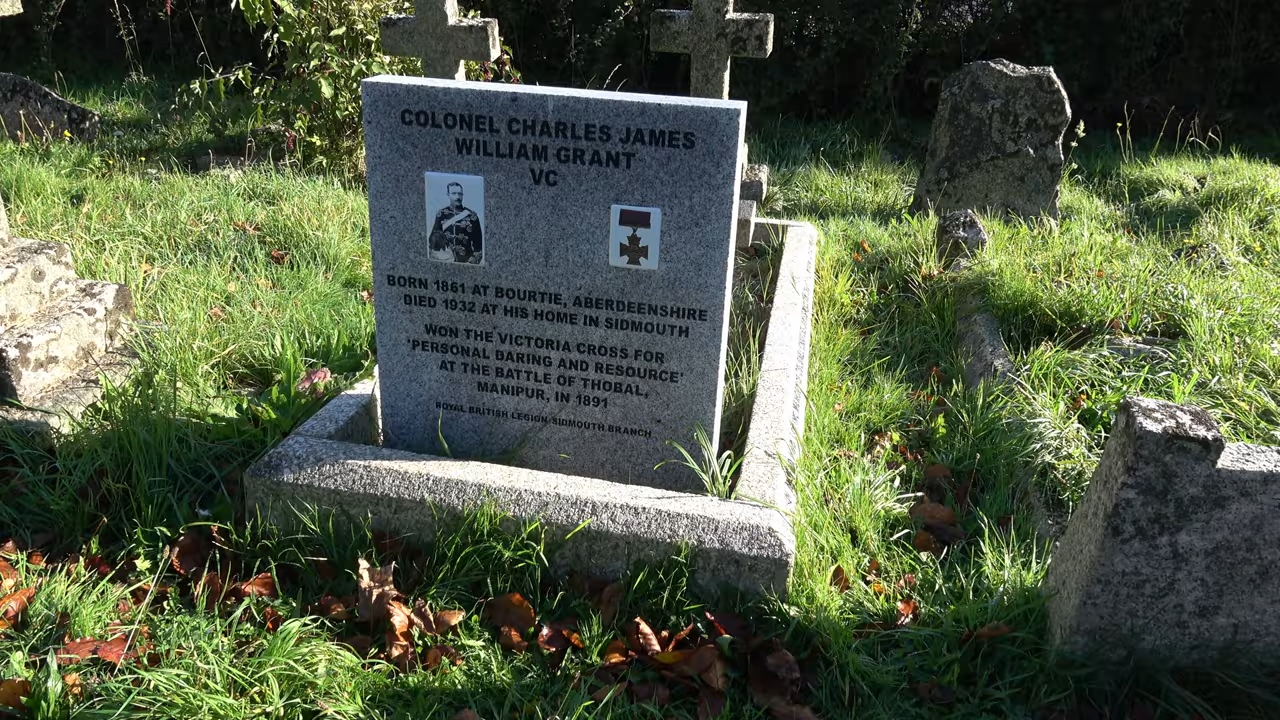 COLONEL CHARLES JAMES
WILLIAM GRANT
VC
BORN 1861 AT BOURTIE, ABERDEENSHIRE
DIED 1932 AT HIS HOME IN SIDMOUTH
WON THE VICTORIA CROSS FOR
'PERSONAL DARING AND RESOURCE'
AT THE BATTLE OF THOBAL,
MANIPUR, IN 1891
ROYAL BRITISH LEGION SIDMOUTH BRANCH